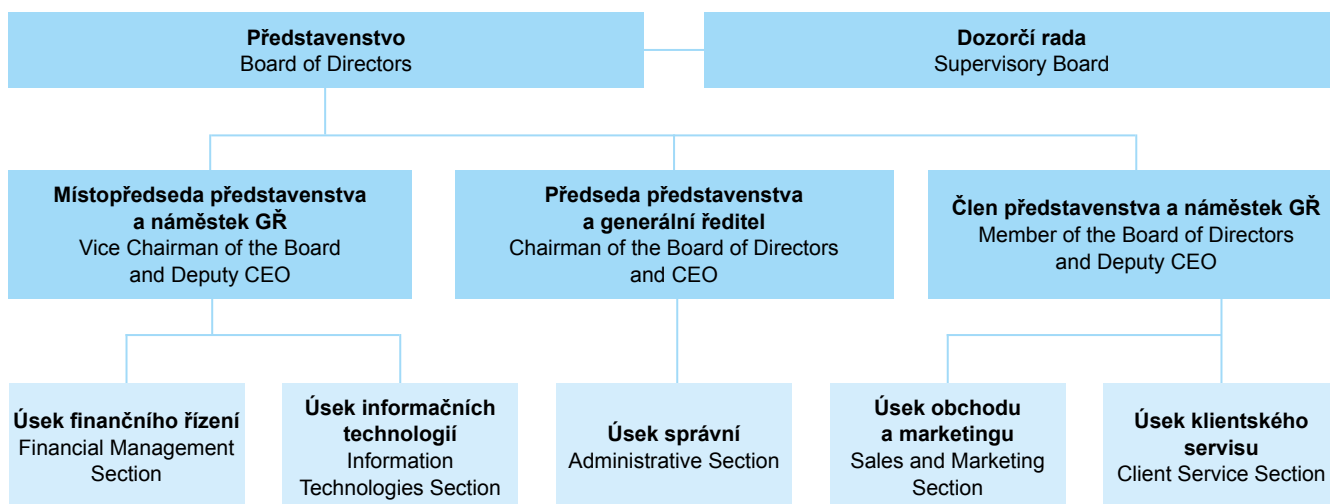 Představenstvo
Board of Directors
Dozorčí rada
Supervisory Board
Místopředseda představenstva
a náměstek GŘ
Vice Chairman of the Board
and Deputy CEO
Předseda představenstva
a generální ředitel
Chairman of the Board of Directors
and CEO
Člen představenstva a náměstek GŘ
Member of the Board of Directors
and Deputy CEO
Úsek finančního řízení
Financial Management
Section
Úsek informačních
technologií
Information
Technologies Section
Úsek správní
Administrative Section
Úsek obchodu
a marketingu
Sales and Marketing
Section
Úsek klientského
servisu
Client Service Section